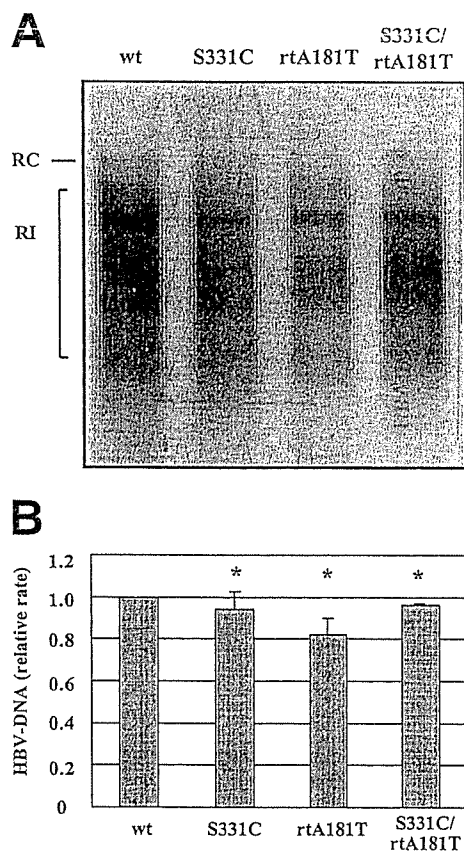 A
wt S331C rtA181T S331C/
rtA181T
RC
RI
B
HBV-DNA (relative rate)
1.2
1.0
0.8
0.6
0.4
0.2
0
* * *
wt S331C rtA181T S331C/
rtA181T